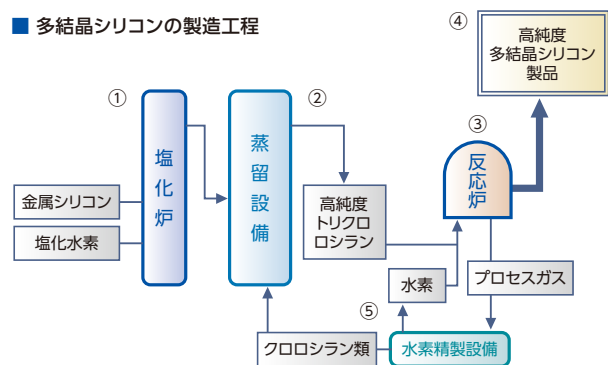 ■ 多結晶シリコンの製造工程
④
高純度
多結晶シリコン
製品
①
②
③
塩化炉
蒸留設備
反応炉
金属シリコン
塩化水素
高純度
トリクロ
ロシラン
水素
プロセスガス
⑤
クロロシラン類
水素精製設備